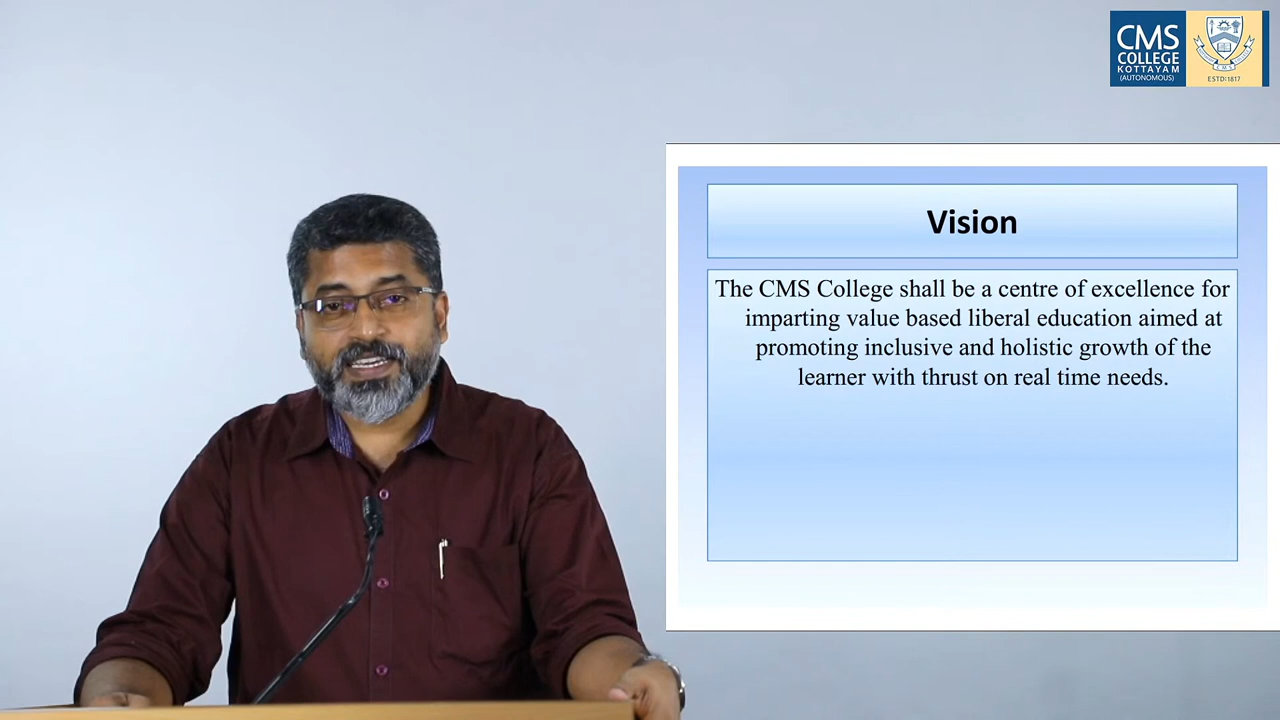 CMS
COLLEGE
KOTTAYAM
(AUTONOMOUS)
ESTD:1817
Vision
The CMS College shall be a centre of excellence for
imparting value based liberal education aimed at
promoting inclusive and holistic growth of the
learner with thrust on real time needs.